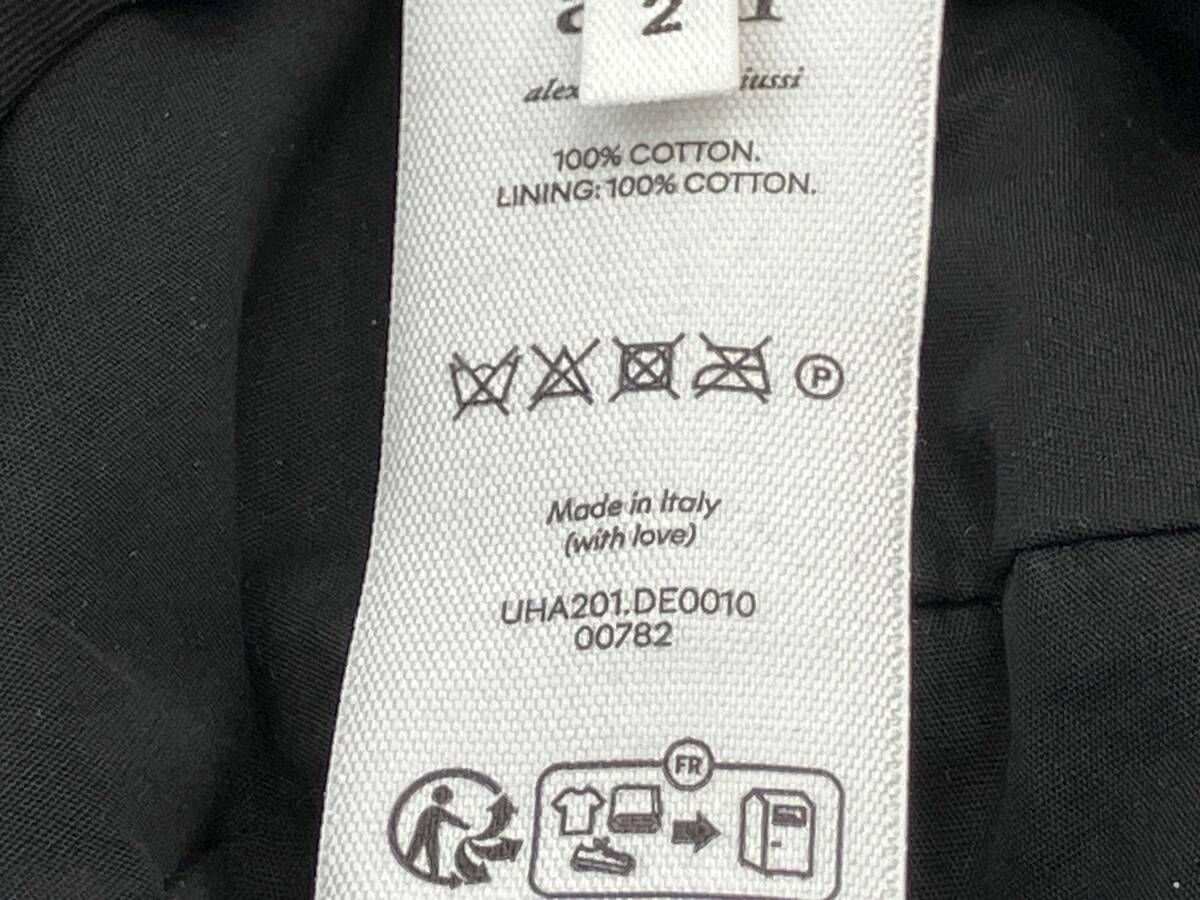 2
100% COTTON.
LINING: 100% COTTON.
P
Made in Italy
(with love)
UHA201.DE0010
00782
FR